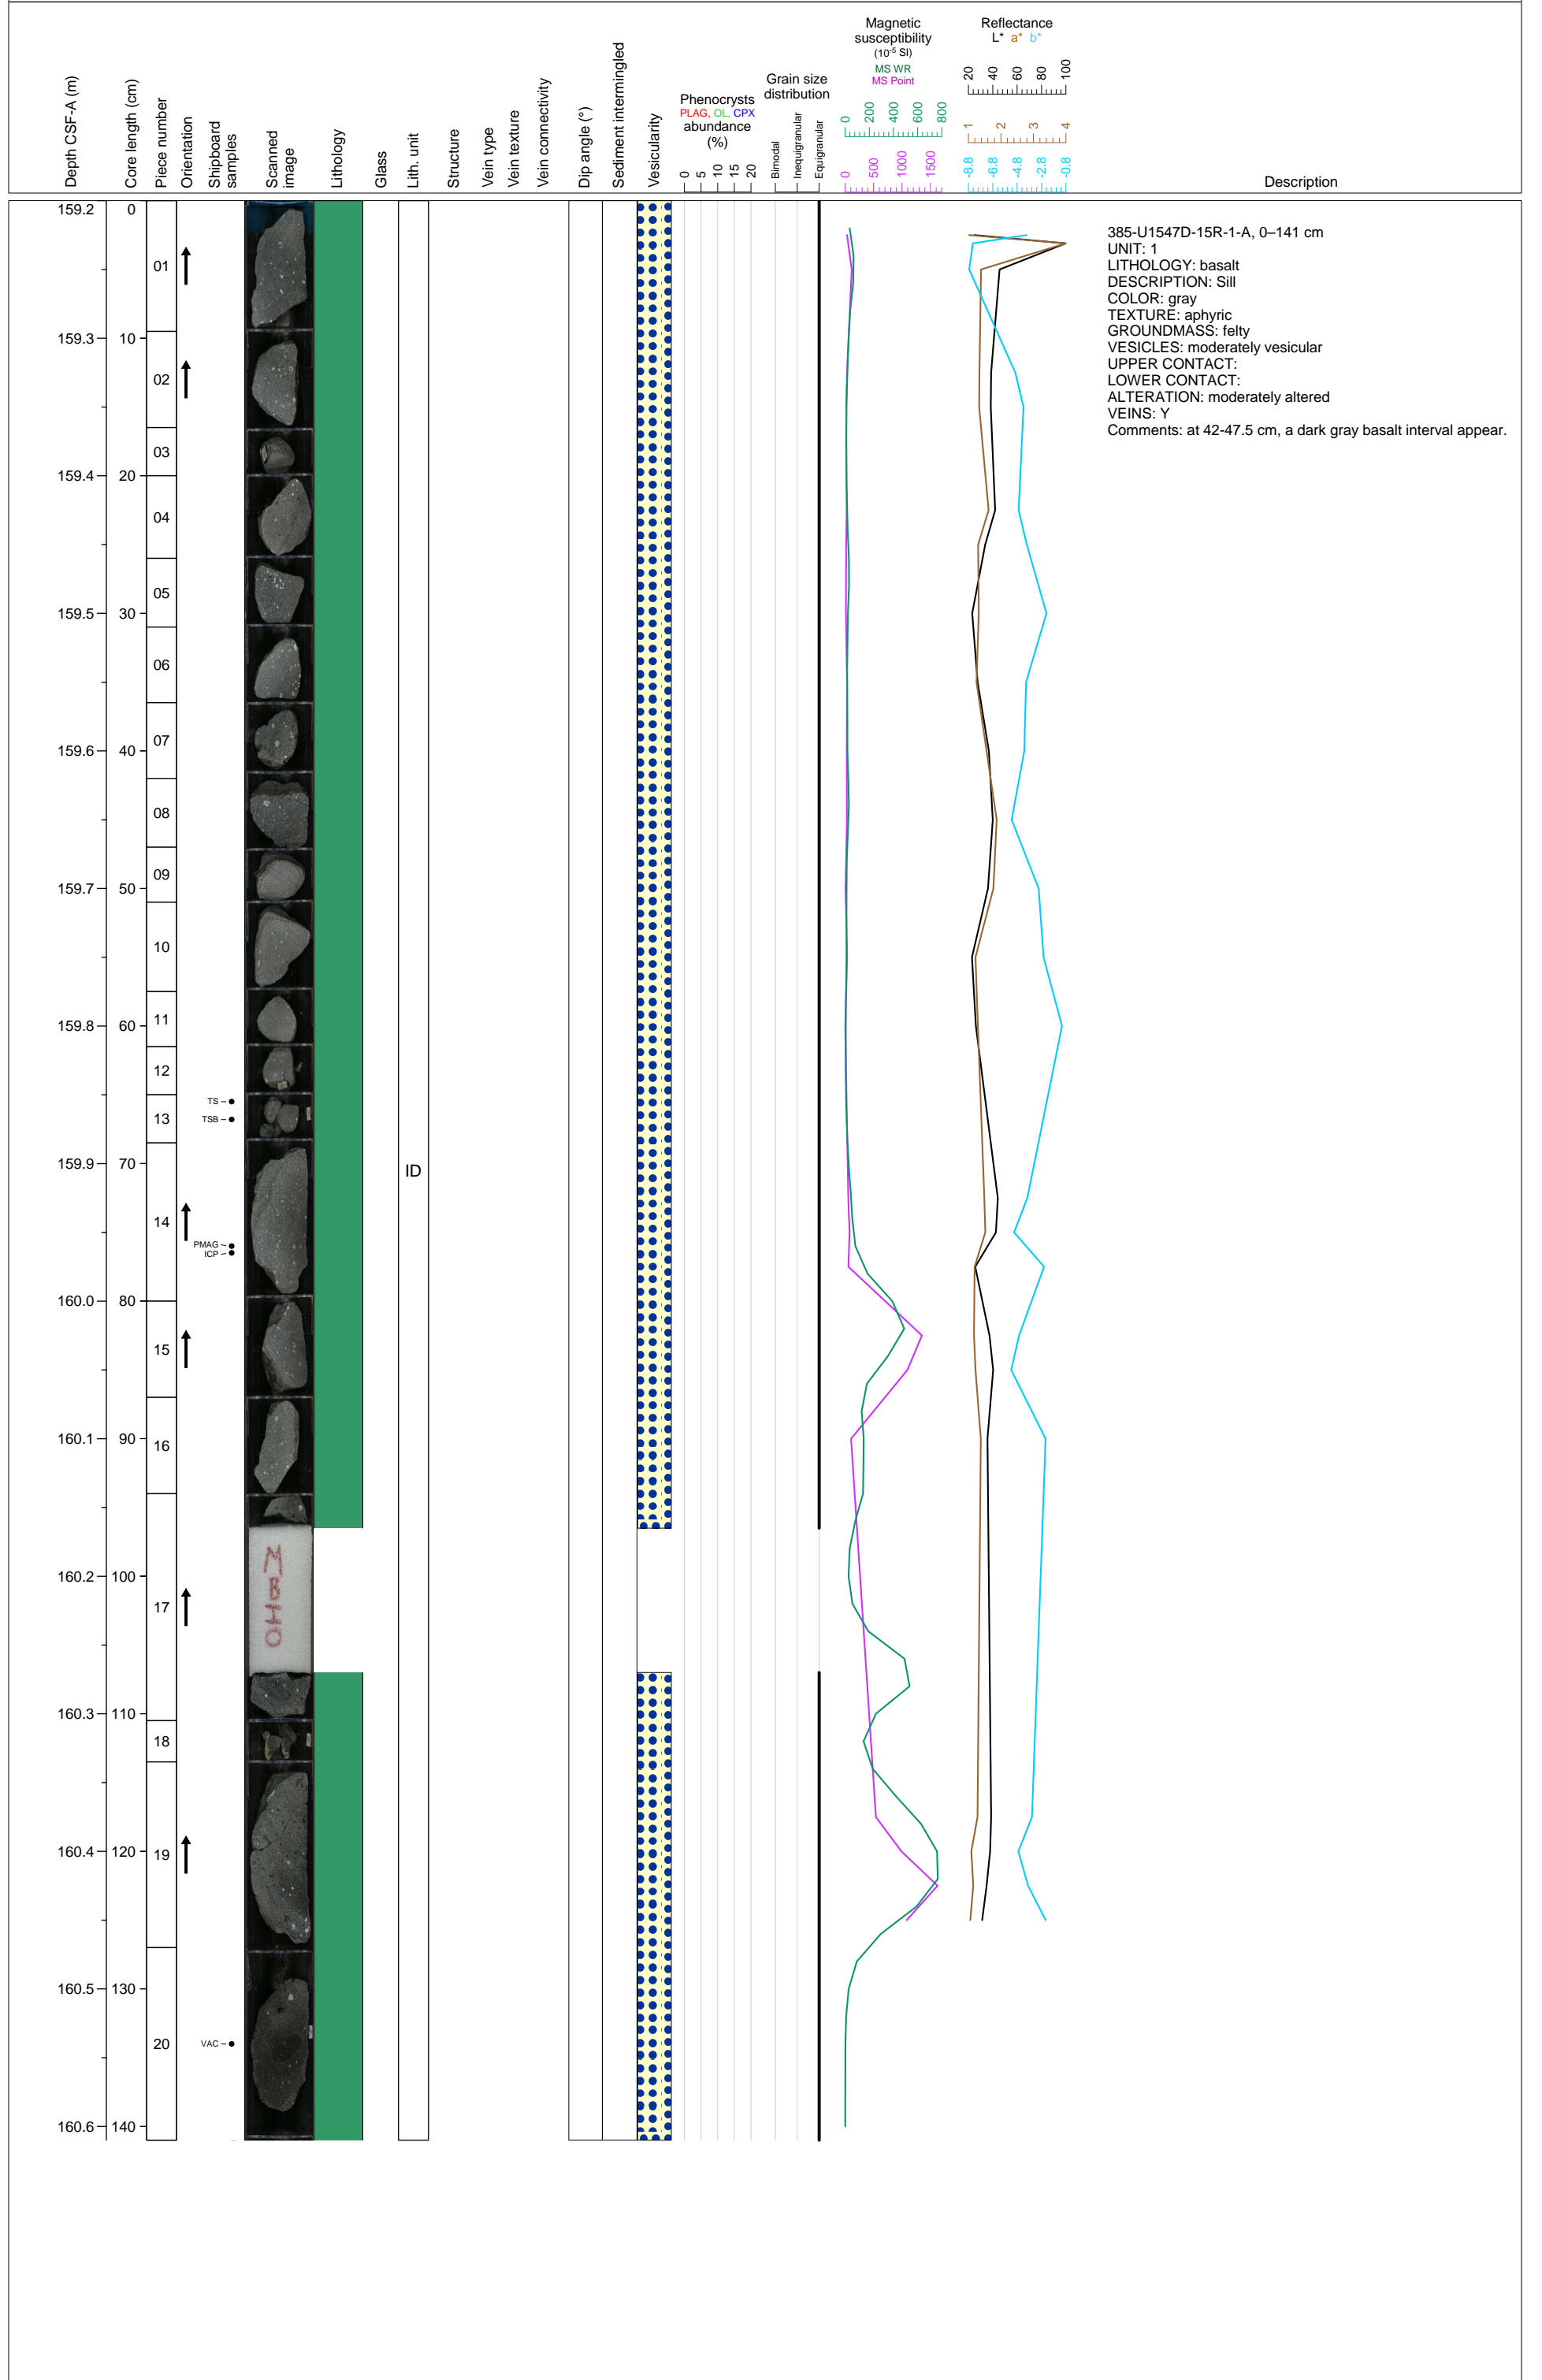 Depth CSF-A (m)
Core length (cm)
Piece number
Orientation
Shipboard
samples
Scanned
image
Lithology
Glass
Lith. unit
Structure
Vein type
Vein texture
Vein connectivity
Dip angle (°)
Sediment intermingled
Vesicularity
Phenocrysts
PLAG, OL, CPX
abundance
(%)
0 5 10 15 20
Grain size
distribution
Bimodal
Inequigranular
Equigranular
Magnetic
susceptibility
(10-5 SI)
MS WR
MS Point
0 200 400 600 800
0 500 1000 1500
Reflectance
L* a* b*
20 40 60 80 100
1 2 3 4
-8.8 -6.8 -4.8 -2.8 -0.8
Description
159.2 0
01
159.3 10
02
03
159.4 20
04
05
159.5 30
06
07
159.6 40
08
09
159.7 50
10
11
159.8 60
12
TS
13
TSB
159.9 70
ID
14
PMAG
ICP
160.0 80
15
160.1 90
16
160.2 100
17
MBIO
160.3 110
18
160.4 120
19
160.5 130
20
VAC
160.6 140
385-U1547D-15R-1-A, 0–141 cm
UNIT: 1
LITHOLOGY: basalt
DESCRIPTION: Sill
COLOR: gray
TEXTURE: aphyric
GROUNDMASS: felty
VESICLES: moderately vesicular
UPPER CONTACT:
LOWER CONTACT:
ALTERATION: moderately altered
VEINS: Y
Comments: at 42-47.5 cm, a dark gray basalt interval appear.